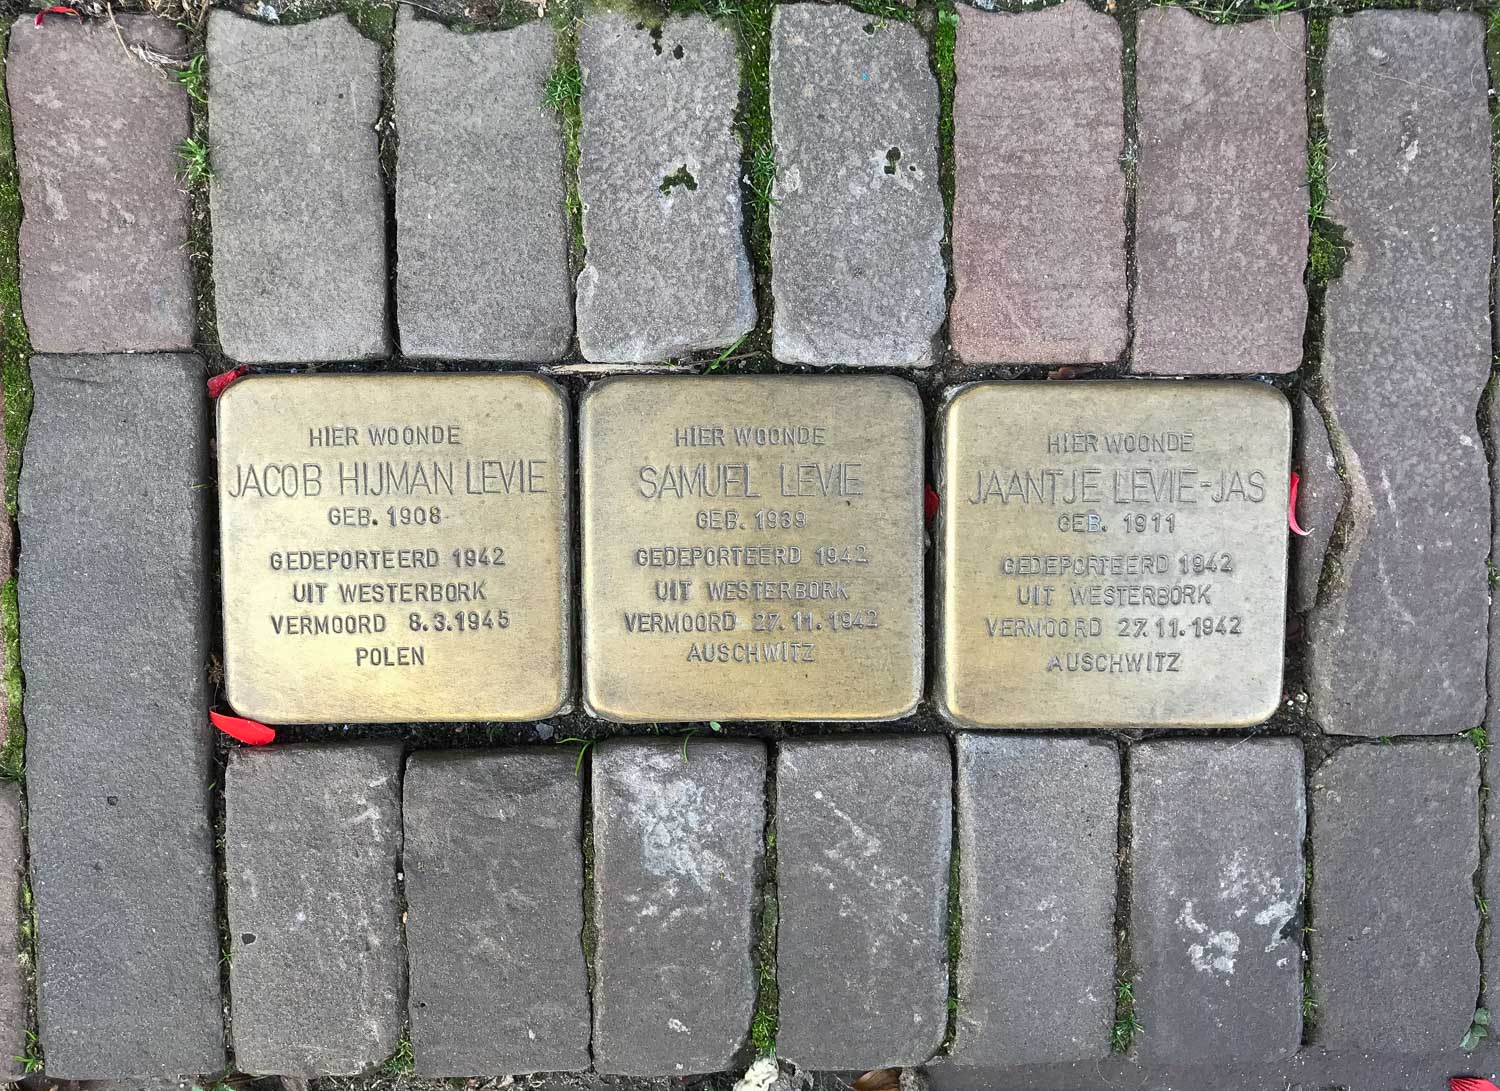 HIER WOONDE
JACOB HIJMAN LEVIE
GEB. 1908
GEDEPORTEERD 1942
UIT WESTERBORK
VERMOORD 8.3.1945
POLEN
HIER WOONDE
SAMUEL LEVIE
GEB. 1939
GEDEPORTEERD 1942
UIT WESTERBORK
VERMOORD 27.11.1942
AUSCHWITZ
HIER WOONDE
JAANTJE LEVIE-JAS
GEB. 1911
GEDEPORTEERD 1942
UIT WESTERBORK
VERMOORD 27.11.1942
AUSCHWITZ